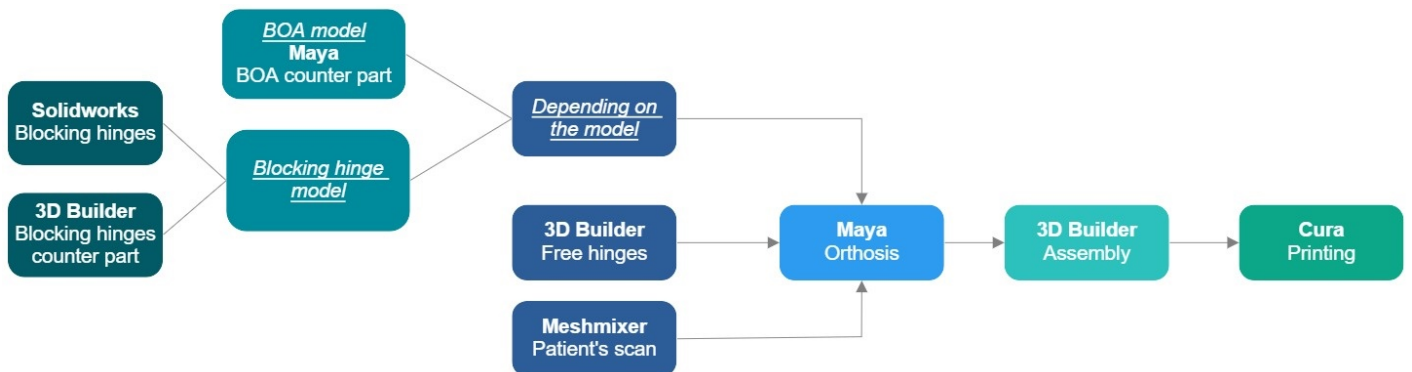 BOA model
Maya
BOA counter part
Solidworks
Blocking hinges
3D Builder
Blocking hinges
counter part
Blocking hinge
model
Depending on
the model
3D Builder
Free hinges
Meshmixer
Patient's scan
Maya
Orthosis
3D Builder
Assembly
Cura
Printing